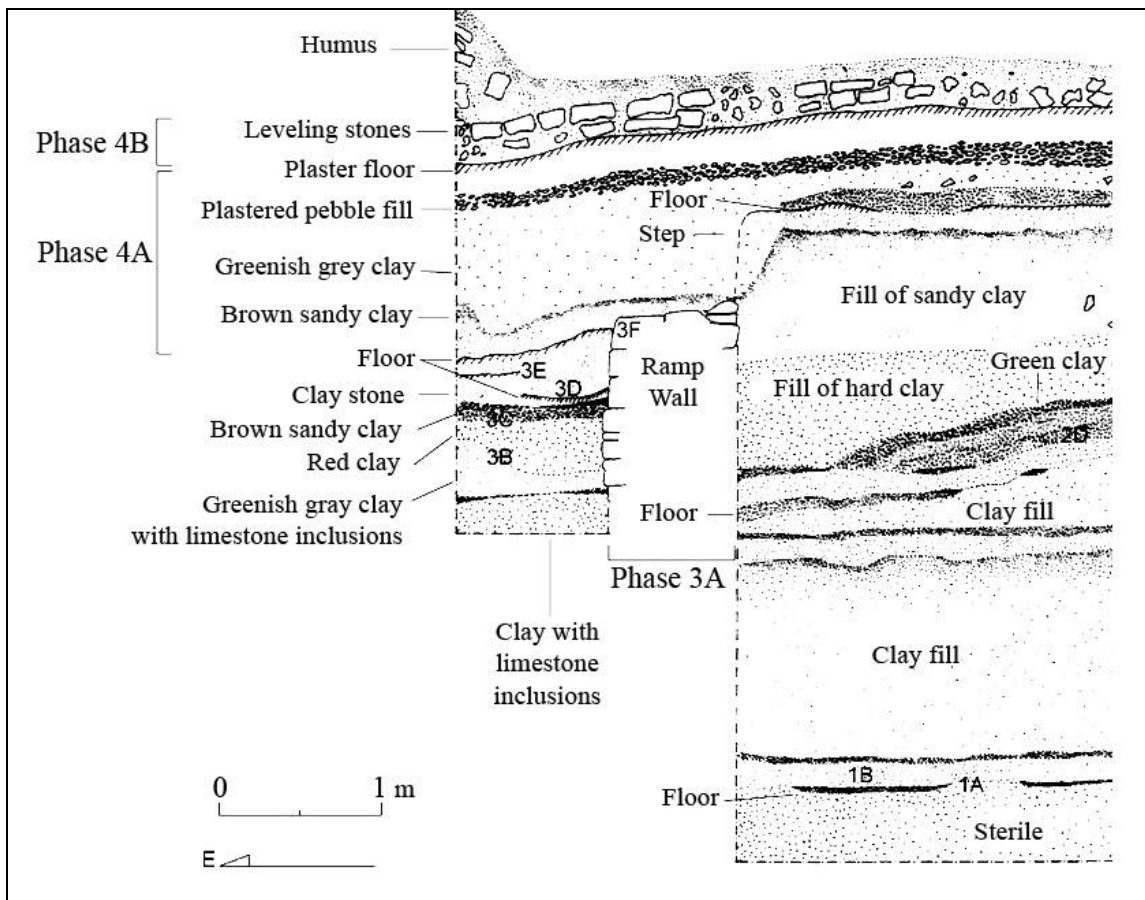 Humus
Phase 4B
Leveling stones
Plaster floor
Plastered pebble fill
Floor
Step
Phase 4A
Greenish grey clay
Fill of sandy clay
Brown sandy clay
3F
Floor
3E
3D
Ramp
Wall
Green clay
Fill of hard clay
Clay stone
3C
Brown sandy clay
2D
Red clay
3B
Greenish gray clay
with limestone inclusions
Floor
Clay fill
Phase 3A
Clay with
limestone
inclusions
Clay fill
0 1 m
1B
1A
Floor
Sterile
E